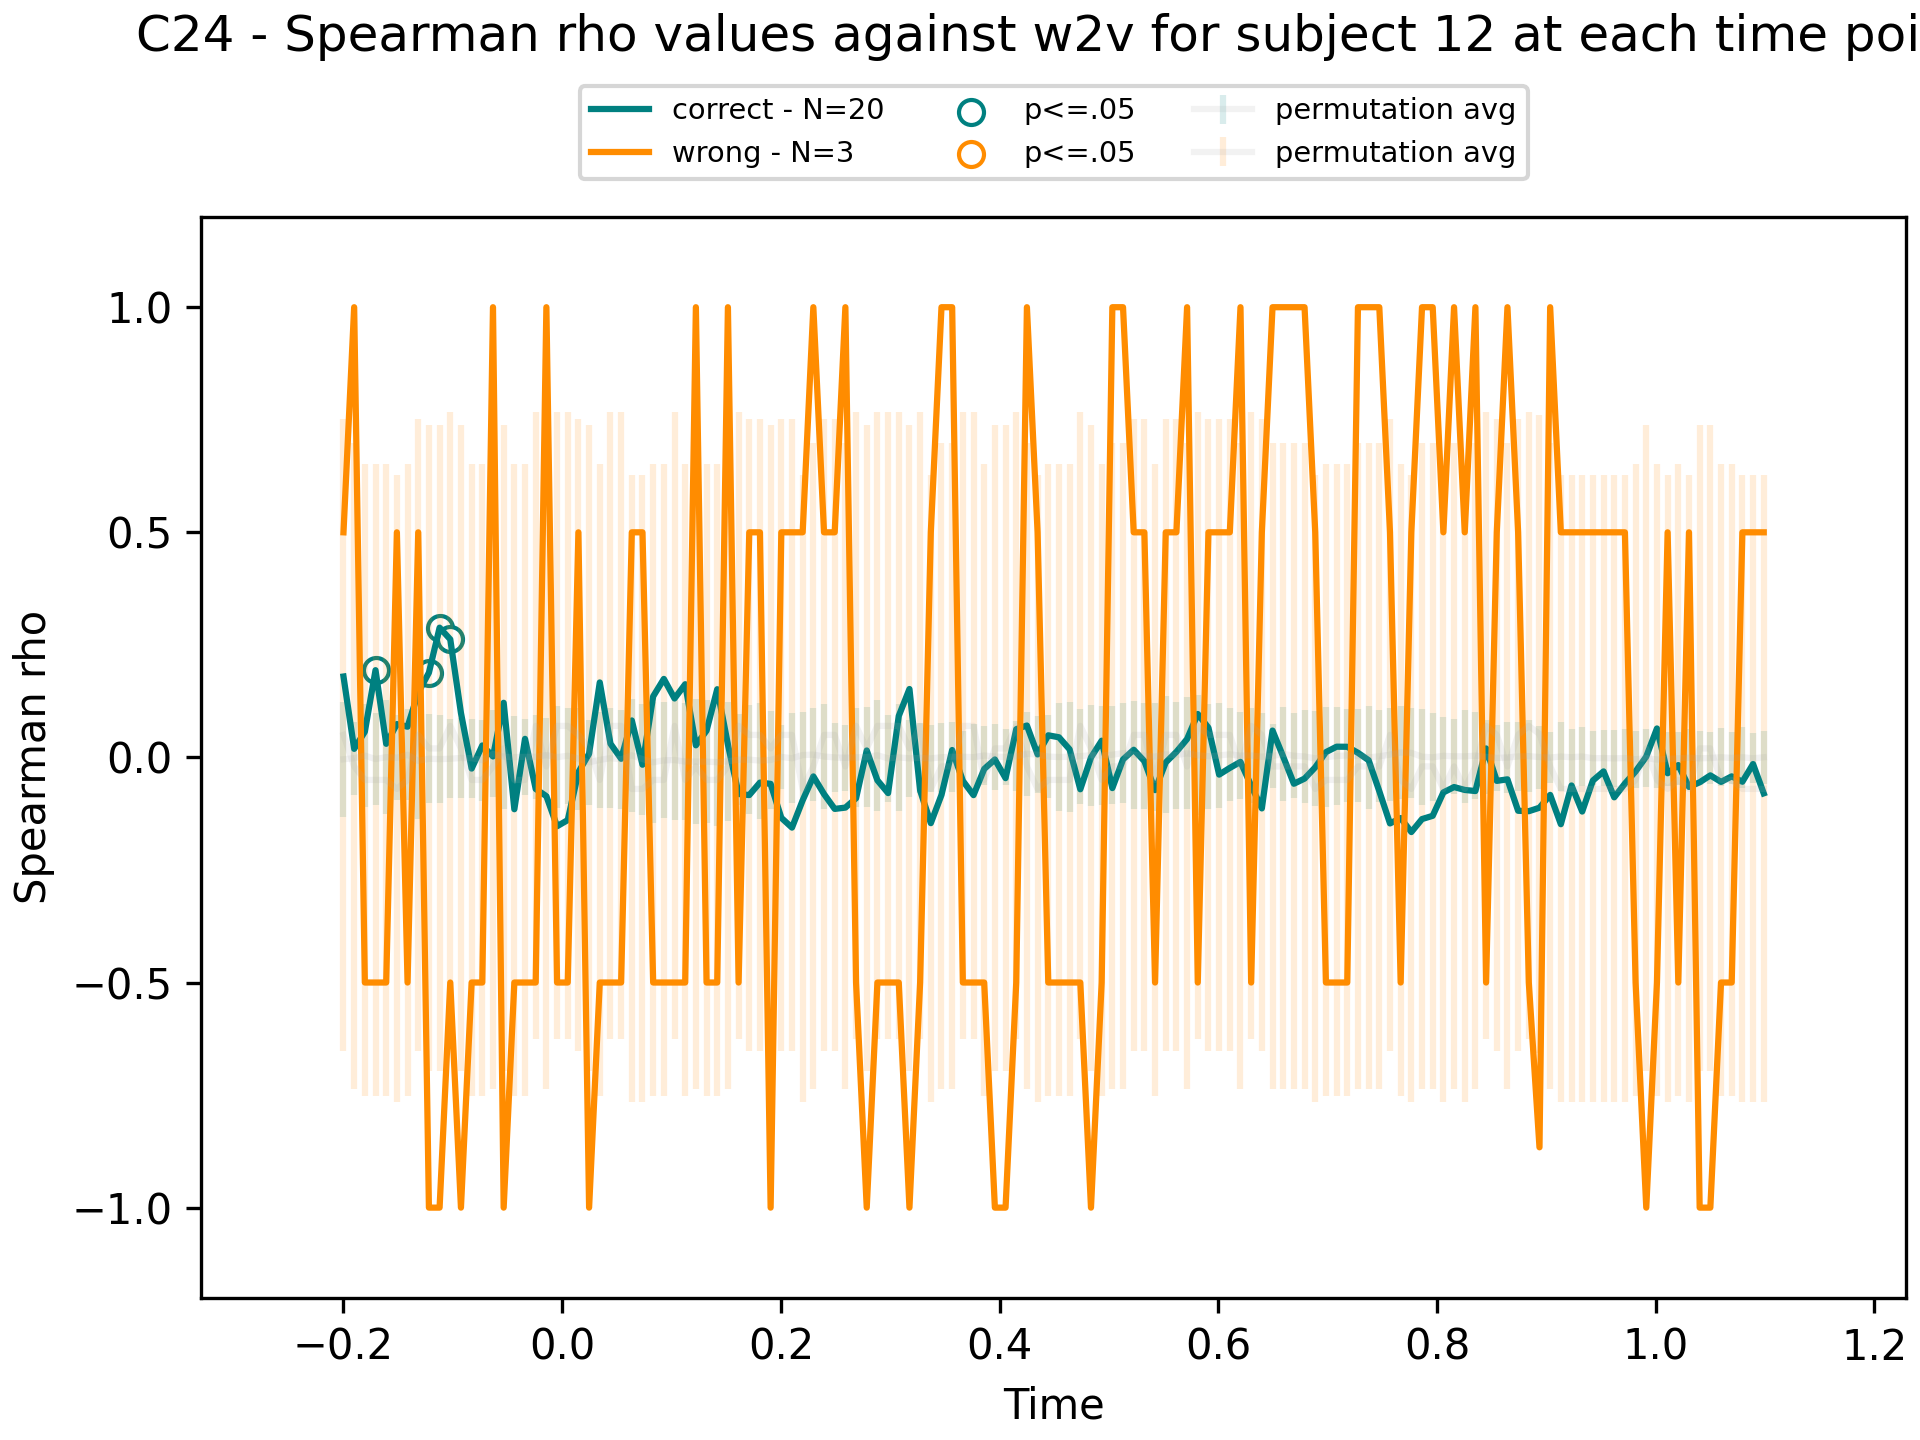 C24 - Spearman rho values against w2v for subject 12 at each time poi
correct - N=20
wrong - N=3
p<=.05
p<=.05
permutation avg
permutation avg
Spearman rho
1.0
0.5
0.0
−0.5
−1.0
−0.2 0.0 0.2 0.4 0.6 0.8 1.0 1.2
Time